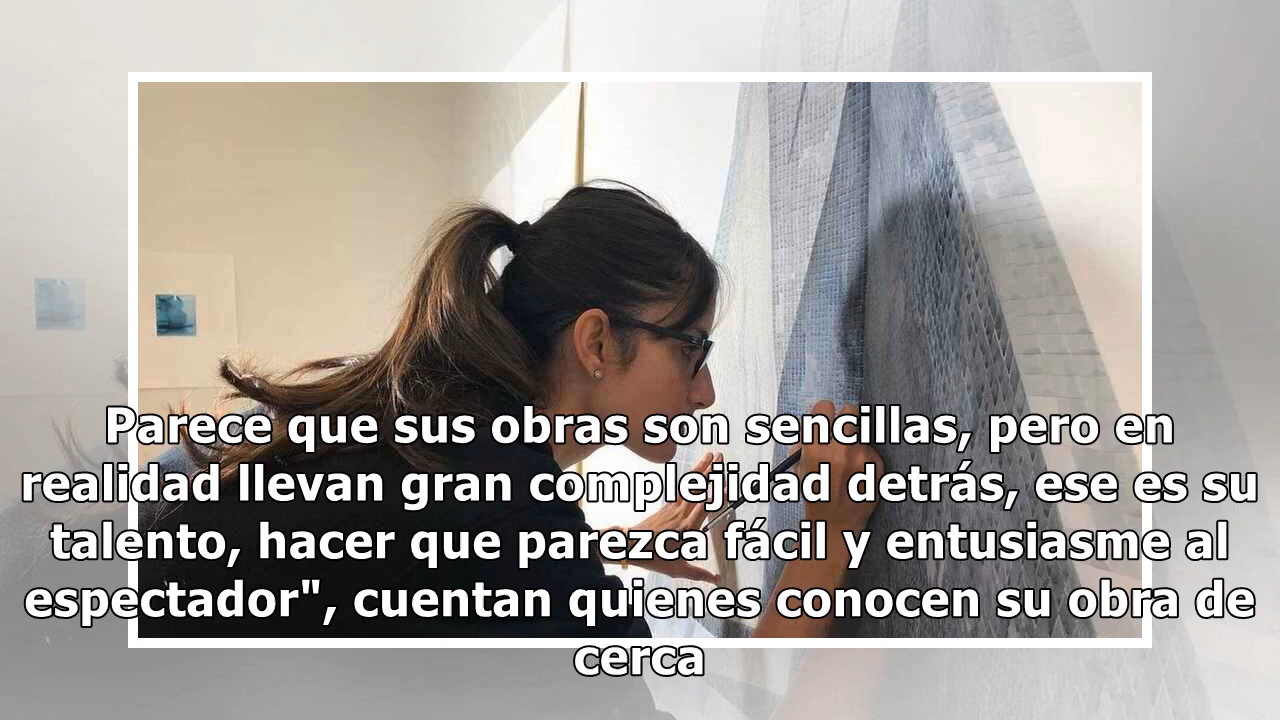 Parece que sus obras son sencillas, pero en
realidad llevan gran complejidad detrás, ese es su
talento, hacer que parezca fácil y entusiasme al
espectador", cuentan quienes conocen su obra de
cerca